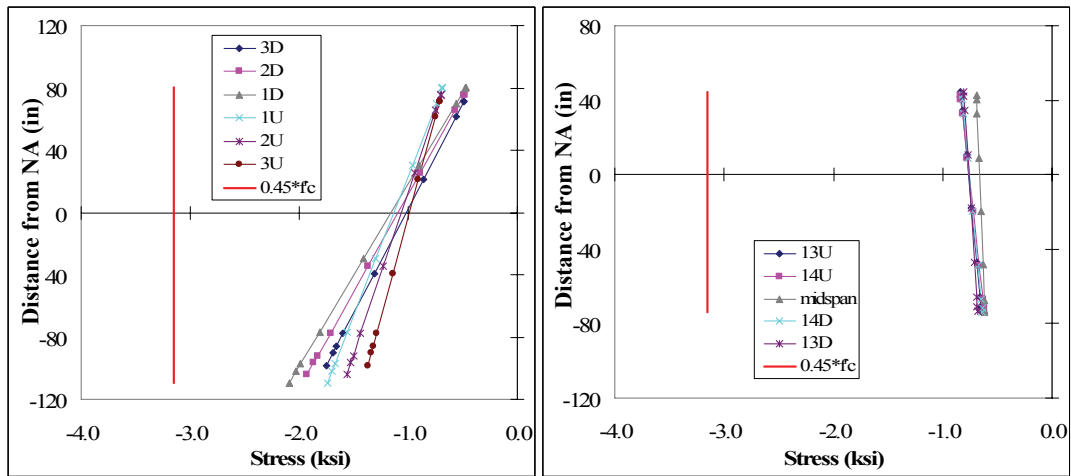 120
80
40
0
-40
-80
-120
Distance from NA (in)
3D
2D
1D
1U
2U
3U
0.45*f'c
-4.0 -3.0 -2.0 -1.0 0.0
Stress (ksi)
80
40
0
-40
-80
-120
Distance from NA (in)
13U
14U
midspan
14D
13D
0.45*f'c
-4.0 -3.0 -2.0 -1.0 0.0
Stress (ksi)